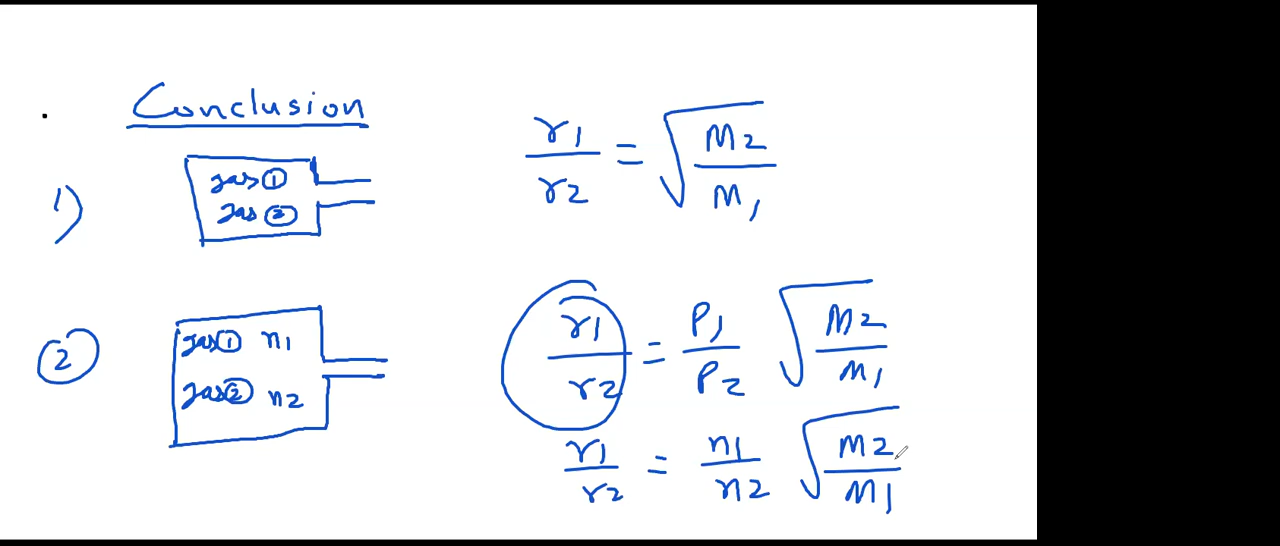 Conclusion
1) gas ① r1/r2 = √(M2/M1)
gas ②
② gas ① n1 r1/r2 = P1/P2 √(M2/M1)
gas ② n2
r1/r2 = n1/n2 √(M2/M1)